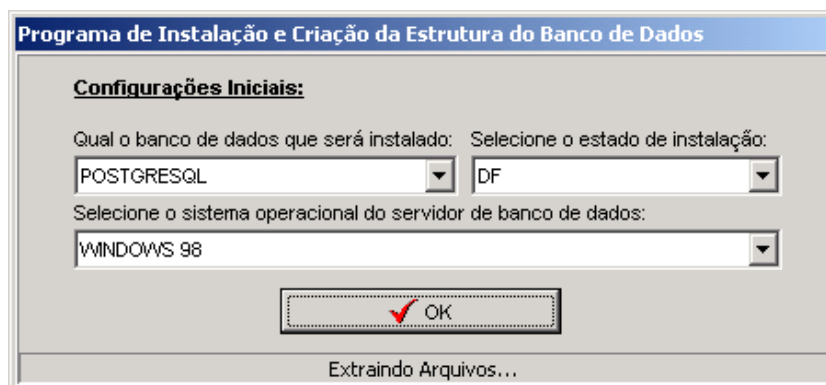 Programa de Instalação e Criação da Estrutura do Banco de Dados
Configurações Iniciais:
Qual o banco de dados que será instalado: Selecione o estado de instalação:
POSTGRESQL DF
Selecione o sistema operacional do servidor de banco de dados:
WINDOWS 98
OK
Extraindo Arquivos...